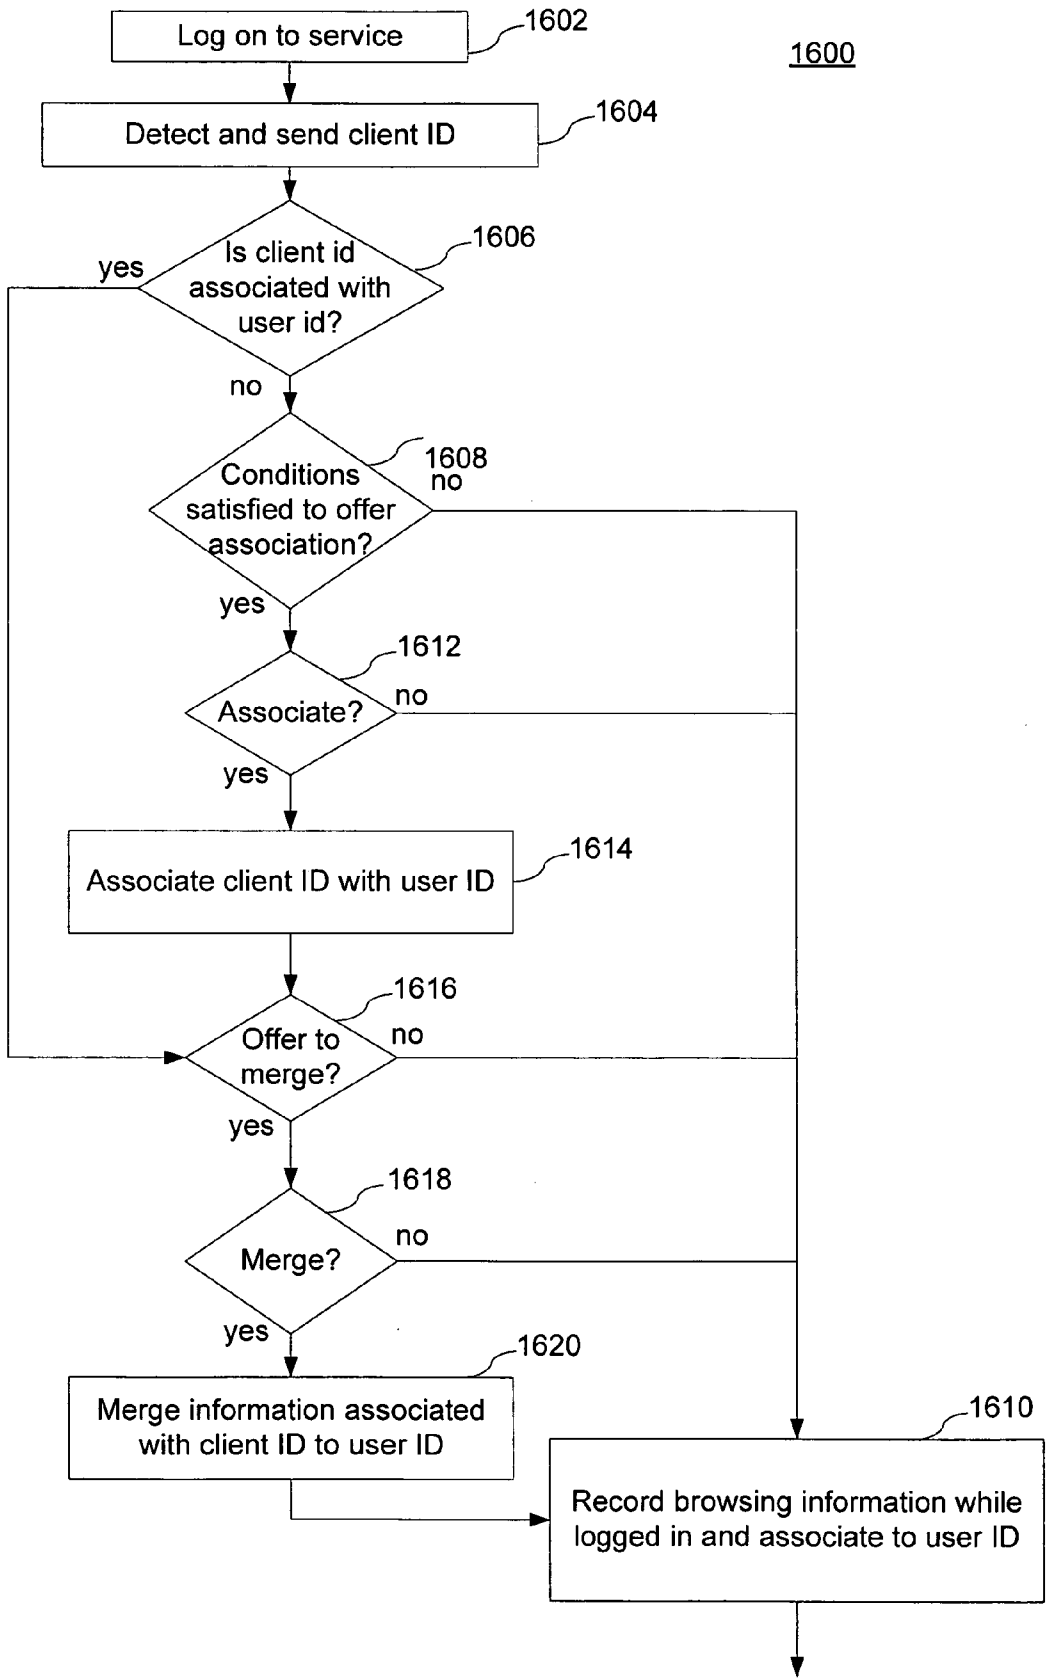 Log on to service
1602
1600
Detect and send client ID
1604
Is client id
associated with
user id?
1606
yes
no
Conditions
satisfied to offer
association?
1608
no
yes
Associate?
1612
no
yes
Associate client ID with user ID
1614
Offer to
merge?
1616
no
yes
Merge?
1618
no
yes
Merge information associated
with client ID to user ID
1620
Record browsing information while
logged in and associate to user ID
1610